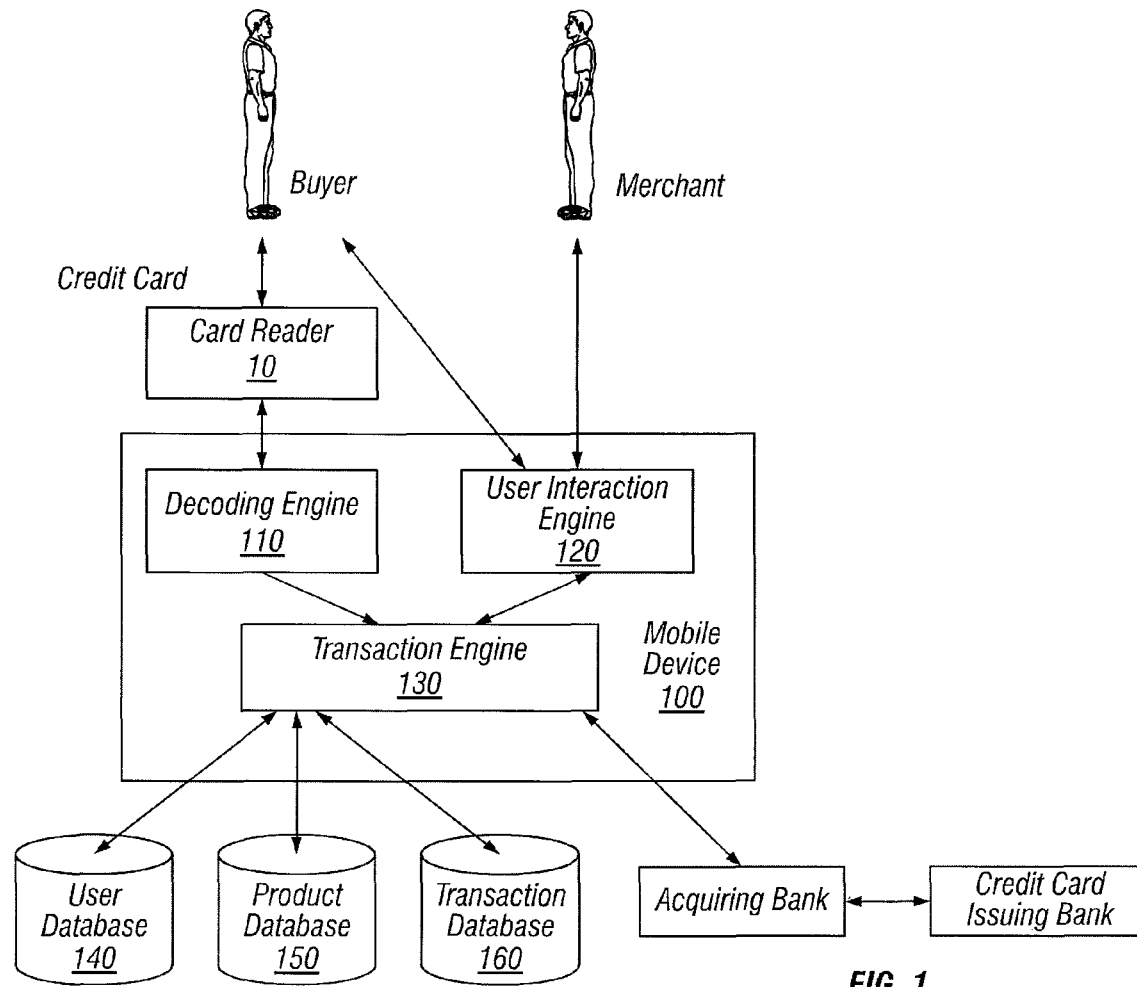 Buyer
Merchant
Credit Card
Card Reader
10
Decoding Engine
110
User Interaction
Engine
120
Transaction Engine
130
Mobile
Device
100
User
Database
140
Product
Database
150
Transaction
Database
160
Acquiring Bank
Credit Card
Issuing Bank
FIG. 1